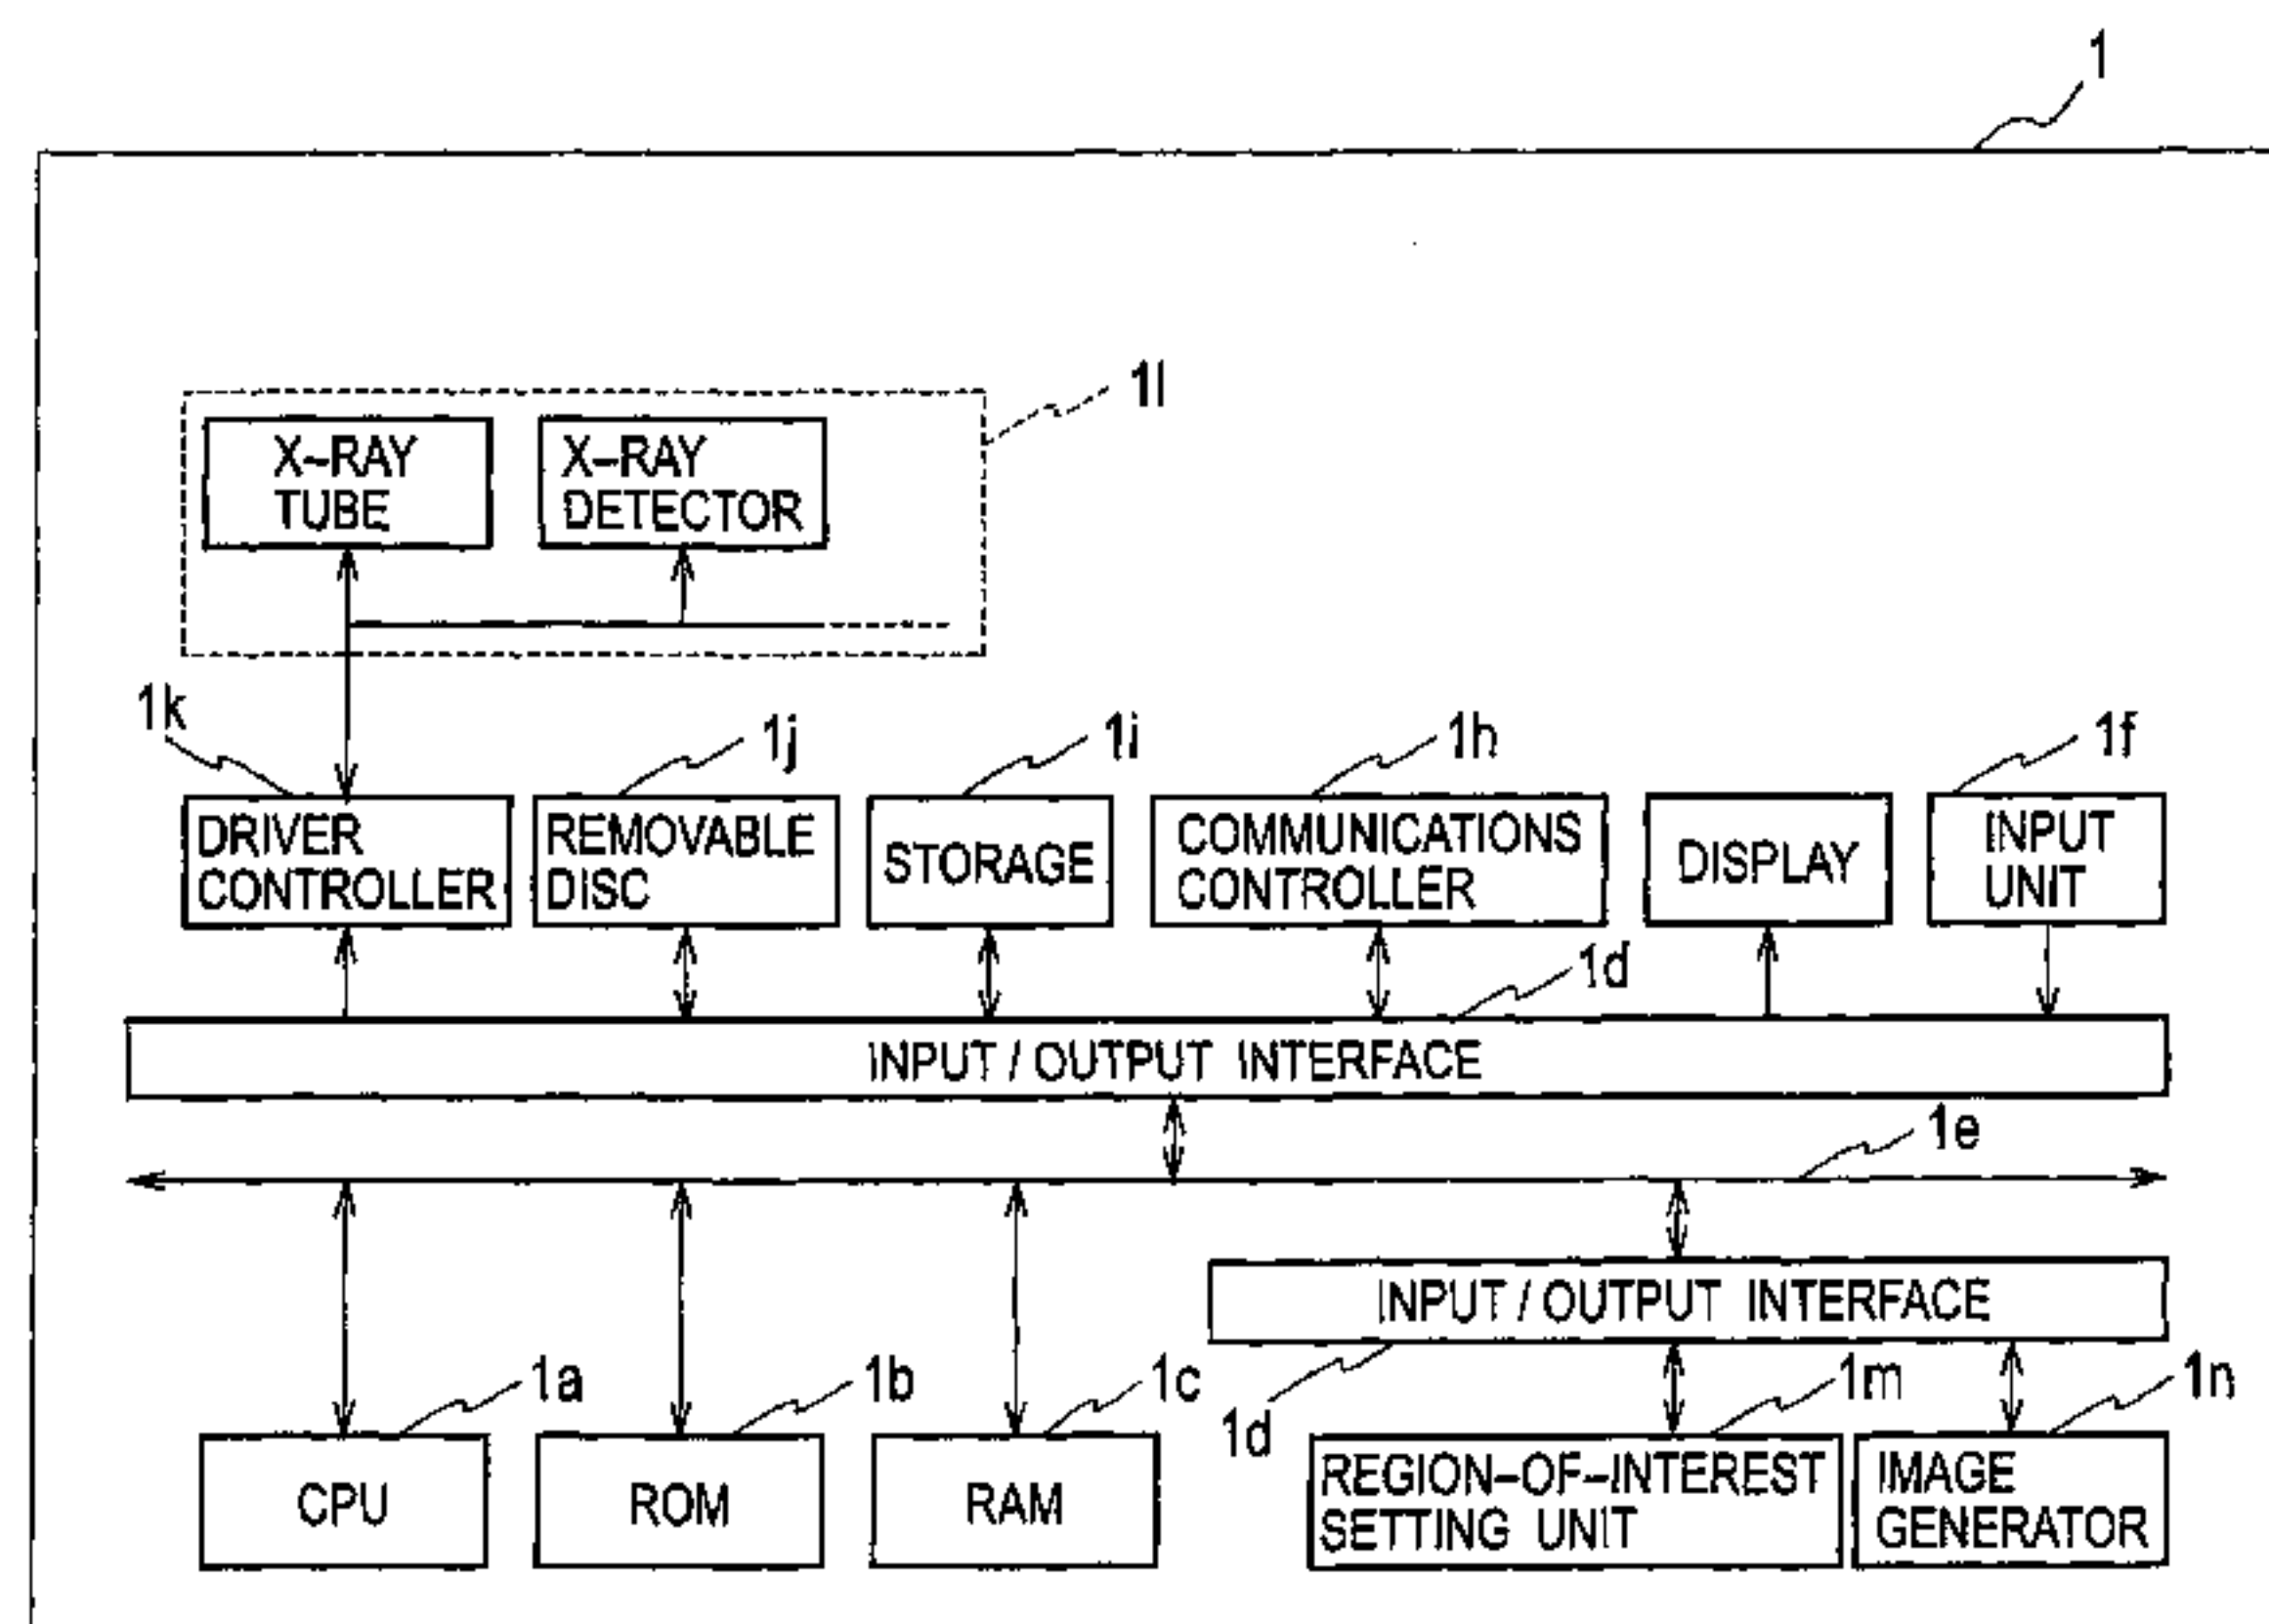 1
1l
X-RAY
TUBE
X-RAY
DETECTOR
1k
1j
1i
1h
1f
DRIVER
CONTROLLER
REMOVABLE
DISC
STORAGE
COMMUNICATIONS
CONTROLLER
DISPLAY
INPUT
UNIT
1d
INPUT / OUTPUT INTERFACE
1e
INPUT / OUTPUT INTERFACE
1a
1b
1c
1d
1m
1n
CPU
ROM
RAM
REGION-OF-INTEREST
SETTING UNIT
IMAGE
GENERATOR